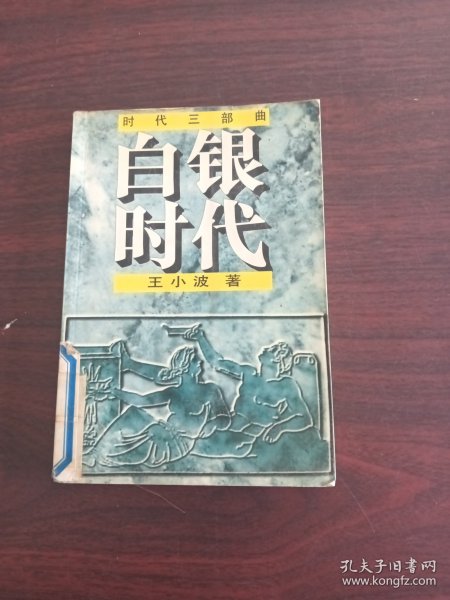 时代三部曲
白银
时代
王小波 著
孔夫子旧书网
www.kongfz.com